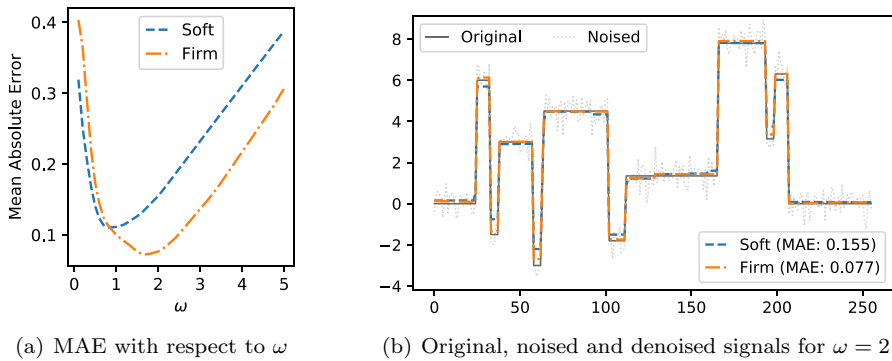 0.4
0.3
0.2
0.1
Mean Absolute Error
Soft
Firm
0 1 2 3 4 5
ω
8
6
4
2
0
−2
−4
Original
Noised
Soft (MAE: 0.155)
Firm (MAE: 0.077)
0 50 100 150 200 250
(a) MAE with respect to ω
(b) Original, noised and denoised signals for ω = 2